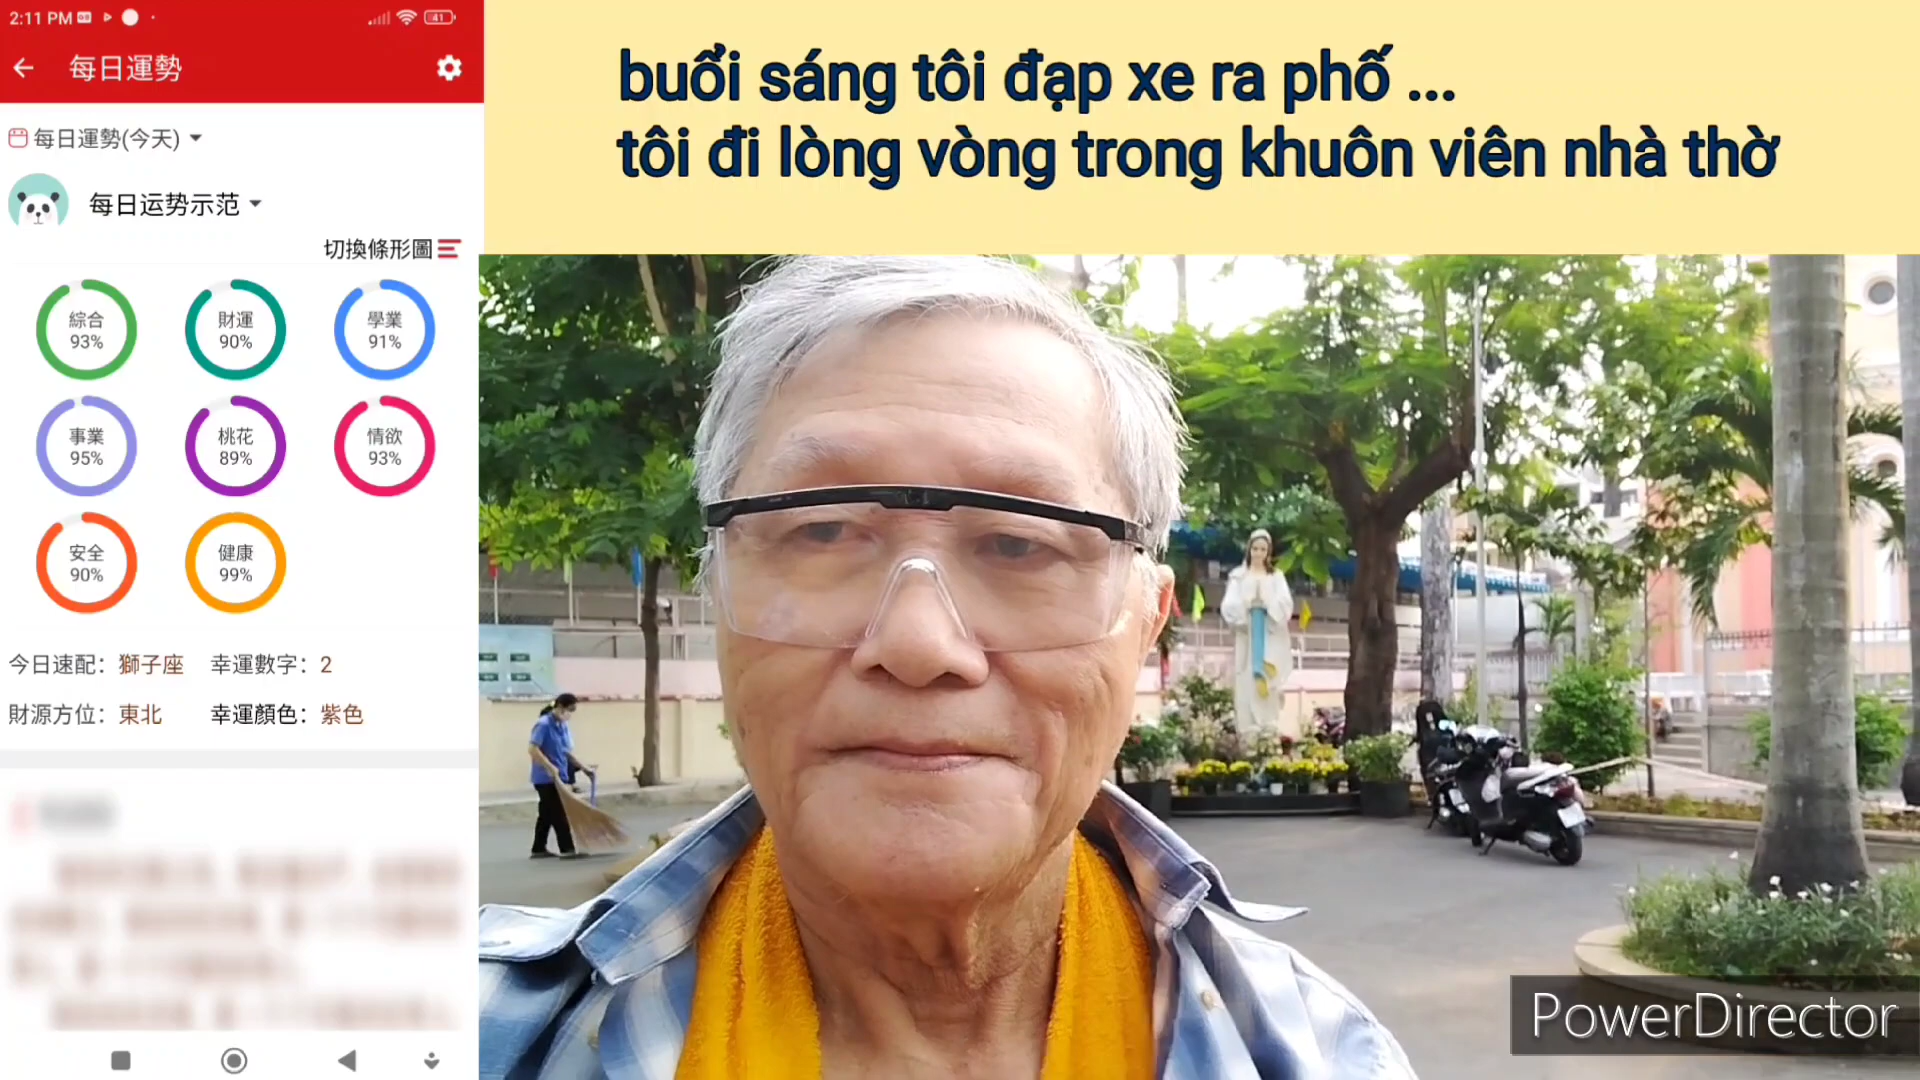 2:11 PM
41
每日運勢
每日運勢(今天)
每日运势示范
切換條形圖
綜合
93%
財運
90%
學業
91%
事業
95%
桃花
89%
情欲
93%
安全
90%
健康
99%
今日速配：獅子座 幸運數字：2
財源方位：東北 幸運顏色：紫色
buổi sáng tôi đạp xe ra phố ...
tôi đi lòng vòng trong khuôn viên nhà thờ
PowerDirector